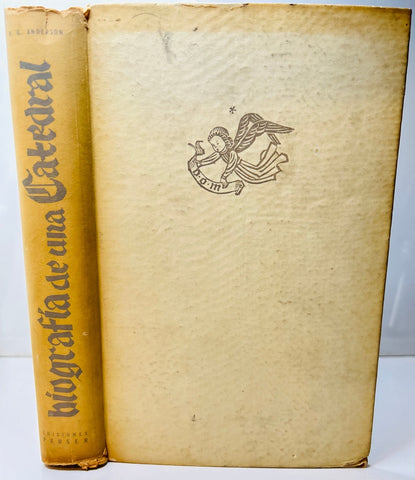 R. G. ANDERSON
biografía de una Catedral
EDICIONES
PEUSER
D·O·M